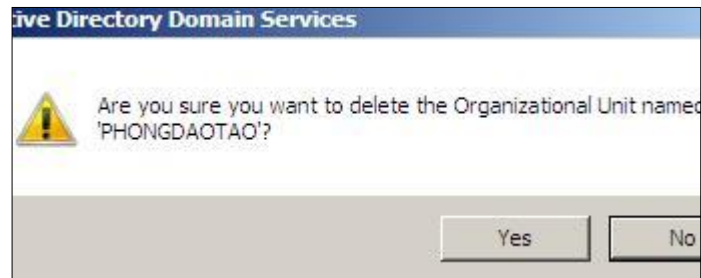 tive Directory Domain Services
Are you sure you want to delete the Organizational Unit named
'PHONGDAOTAO'?
Yes
No